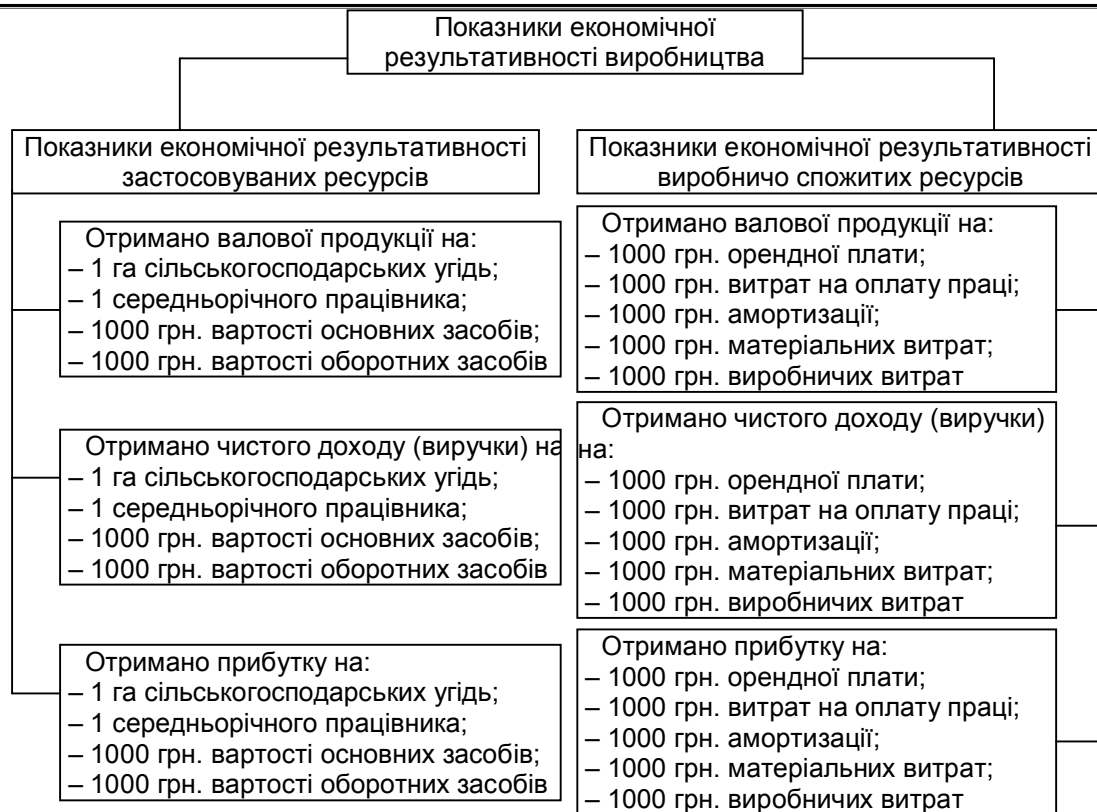 Показники економічної
результативності виробництва
Показники економічної результативності
застосовуваних ресурсів
Отримано валової продукції на:
– 1 га сільськогосподарських угідь;
– 1 середньорічного працівника;
– 1000 грн. вартості основних засобів;
– 1000 грн. вартості оборотних засобів
Отримано чистого доходу (виручки) на
– 1 га сільськогосподарських угідь;
– 1 середньорічного працівника;
– 1000 грн. вартості основних засобів;
– 1000 грн. вартості оборотних засобів
Отримано прибутку на:
– 1 га сільськогосподарських угідь;
– 1 середньорічного працівника;
– 1000 грн. вартості основних засобів;
– 1000 грн. вартості оборотних засобів
Показники економічної результативності
виробничо спожитих ресурсів
Отримано валової продукції на:
– 1000 грн. орендної плати;
– 1000 грн. витрат на оплату праці;
– 1000 грн. амортизації;
– 1000 грн. матеріальних витрат;
– 1000 грн. виробничих витрат
Отримано чистого доходу (виручки)
на:
– 1000 грн. орендної плати;
– 1000 грн. витрат на оплату праці;
– 1000 грн. амортизації;
– 1000 грн. матеріальних витрат;
– 1000 грн. виробничих витрат
Отримано прибутку на:
– 1000 грн. орендної плати;
– 1000 грн. витрат на оплату праці;
– 1000 грн. амортизації;
– 1000 грн. матеріальних витрат;
– 1000 грн. виробничих витрат